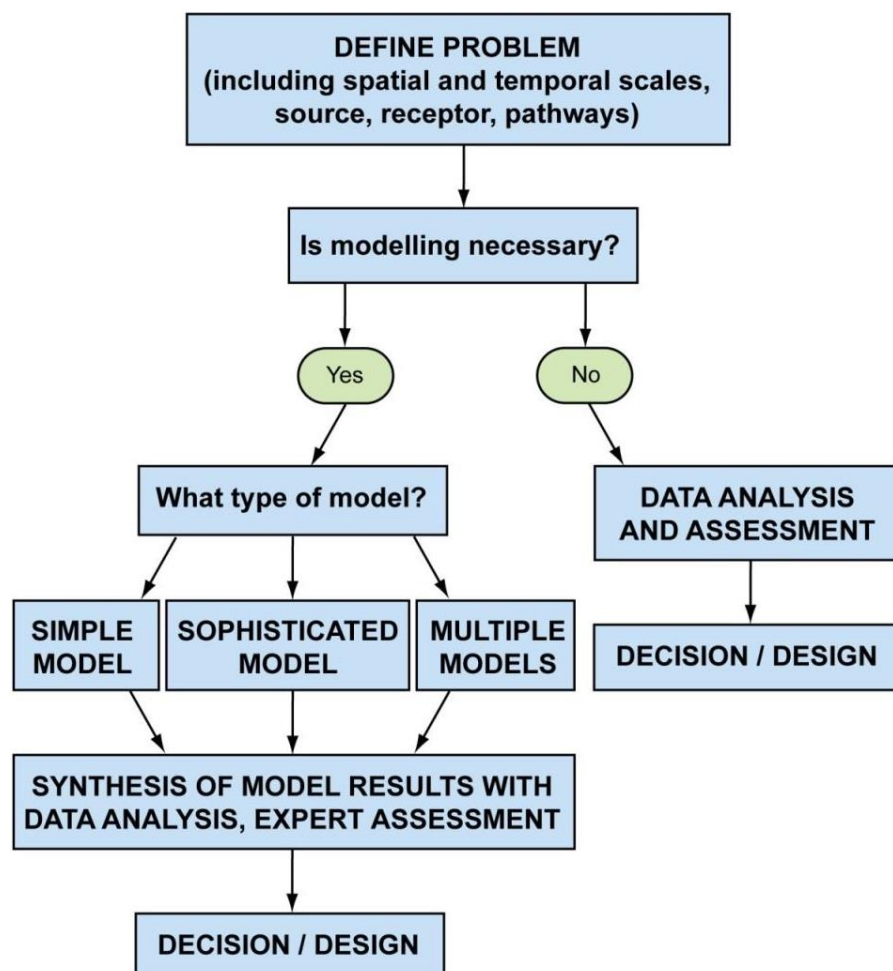 DEFINE PROBLEM
(including spatial and temporal scales,
source, receptor, pathways)
Is modelling necessary?
Yes
No
What type of model?
DATA ANALYSIS
AND ASSESSMENT
SIMPLE
MODEL
SOPHISTICATED
MODEL
MULTIPLE
MODELS
DECISION / DESIGN
SYNTHESIS OF MODEL RESULTS WITH
DATA ANALYSIS, EXPERT ASSESSMENT
DECISION / DESIGN